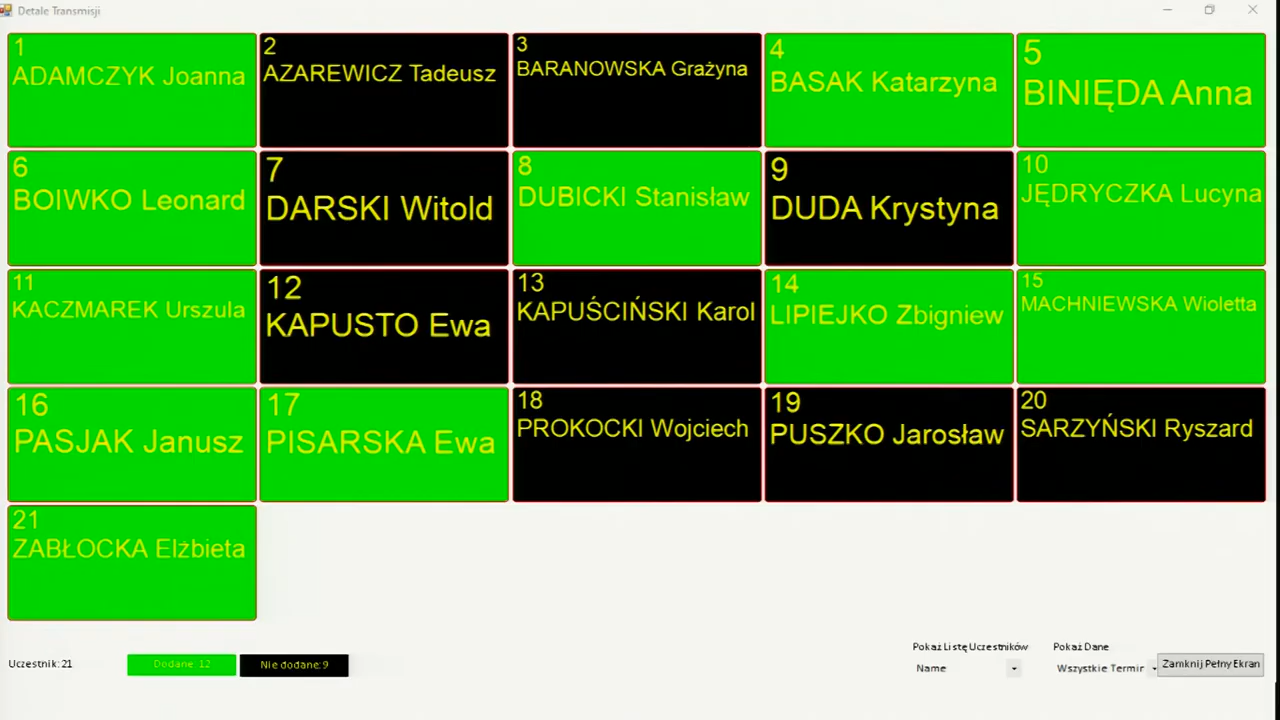 Detale Transmisji
1
ADAMCZYK Joanna
2
AZAREWICZ Tadeusz
3
BARANOWSKA Grażyna
4
BASAK Katarzyna
5
BINIĘDA Anna
6
BOIWKO Leonard
7
DARSKI Witold
8
DUBICKI Stanisław
9
DUDA Krystyna
10
JĘDRYCZKA Lucyna
11
KACZMAREK Urszula
12
KAPUSTO Ewa
13
KAPUŚCIŃSKI Karol
14
LIPIEJKO Zbigniew
15
MACHNIEWSKA Wioletta
16
PASJAK Janusz
17
PISARSKA Ewa
18
PROKOCKI Wojciech
19
PUSZKO Jarosław
20
SARZYŃSKI Ryszard
21
ZABŁOCKA Elżbieta
Uczestnik: 21
Dodane: 12
Nie dodane: 9
Pokaż Listę Uczestników
Name
Pokaż Dane
Wszystkie Termir
Zamknij Pełny Ekran